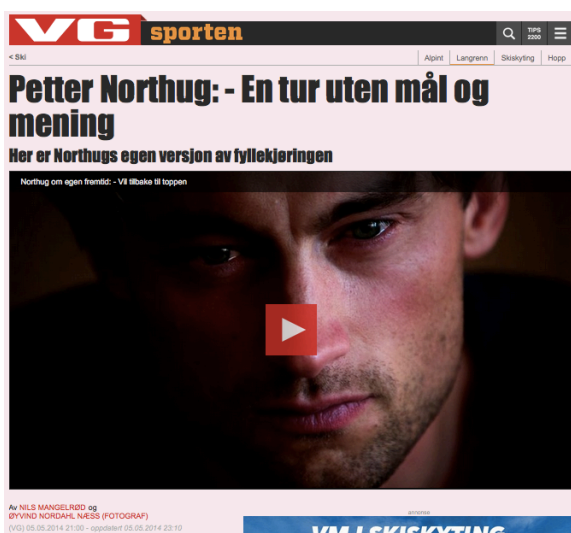 VG sporten
TIPS
2200
< Ski
Alpint Langrenn Skiskyting Hopp
Petter Northug: - En tur uten mål og
mening
Her er Northugs egen versjon av fyllekjøringen
Northug om egen fremtid: - Vil tilbake til toppen
Av NILS MANGELRØD og
ØYVIND NORDAHL NÆSS (FOTOGRAF)
(VG) 05.05.2014 21:00 - oppdatert 05.05.2014 23:10
annonse
VM I SKISKYTING